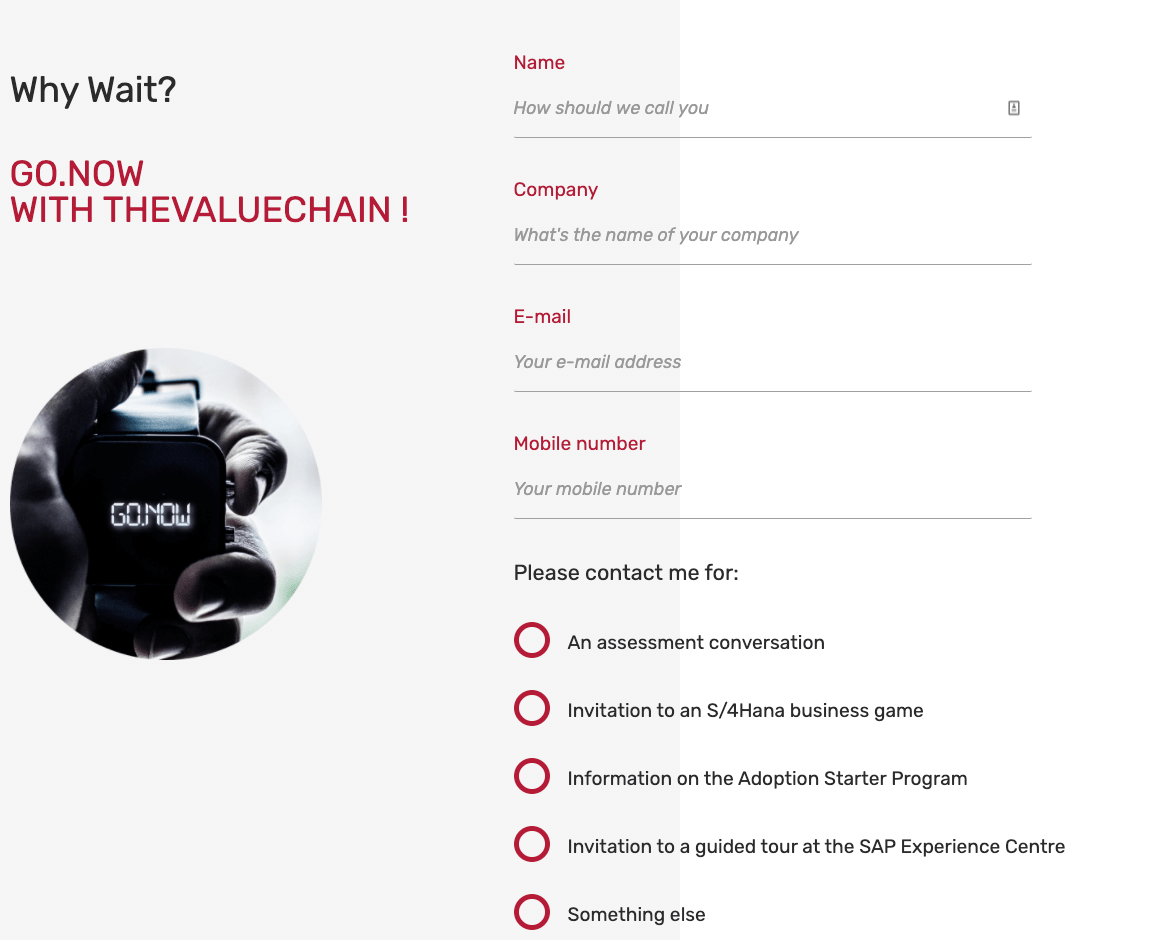 Why Wait?
GO.NOW
WITH THEVALUECHAIN !
GO.NOW
Name
How should we call you
Company
What's the name of your company
E-mail
Your e-mail address
Mobile number
Your mobile number
Please contact me for:
An assessment conversation
Invitation to an S/4Hana business game
Information on the Adoption Starter Program
Invitation to a guided tour at the SAP Experience Centre
Something else